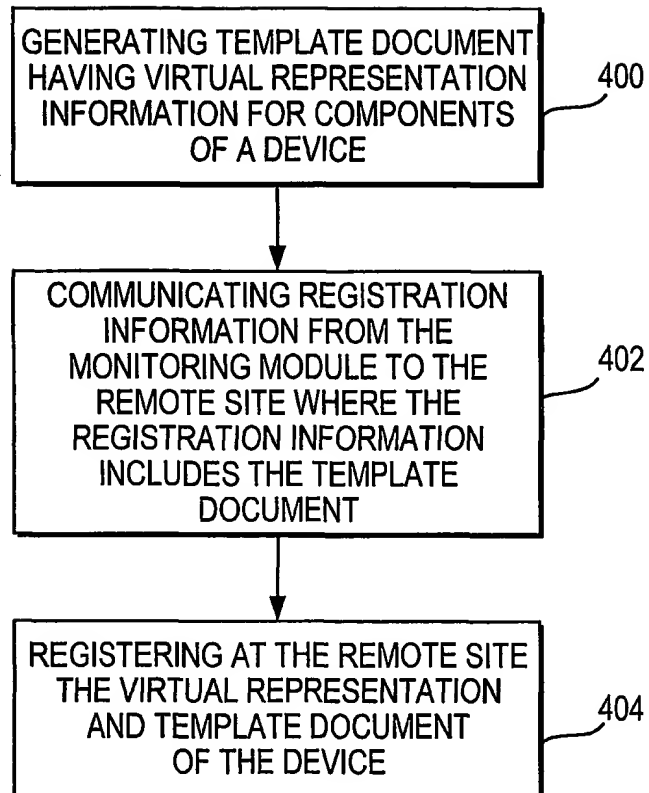 GENERATING TEMPLATE DOCUMENT
HAVING VIRTUAL REPRESENTATION
INFORMATION FOR COMPONENTS
OF A DEVICE
400
COMMUNICATING REGISTRATION
INFORMATION FROM THE
MONITORING MODULE TO THE
REMOTE SITE WHERE THE
REGISTRATION INFORMATION
INCLUDES THE TEMPLATE
DOCUMENT
402
REGISTERING AT THE REMOTE SITE
THE VIRTUAL REPRESENTATION
AND TEMPLATE DOCUMENT
OF THE DEVICE
404